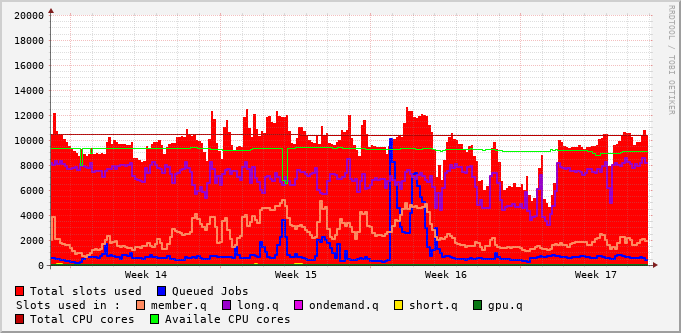 20000
18000
16000
14000
12000
10000
8000
6000
4000
2000
0
Week 14 Week 15 Week 16 Week 17
RRDTOOL / TOBI OETIKER
Total slots used Queued Jobs
Slots used in : member.q long.q ondemand.q short.q gpu.q
Total CPU cores Availale CPU cores